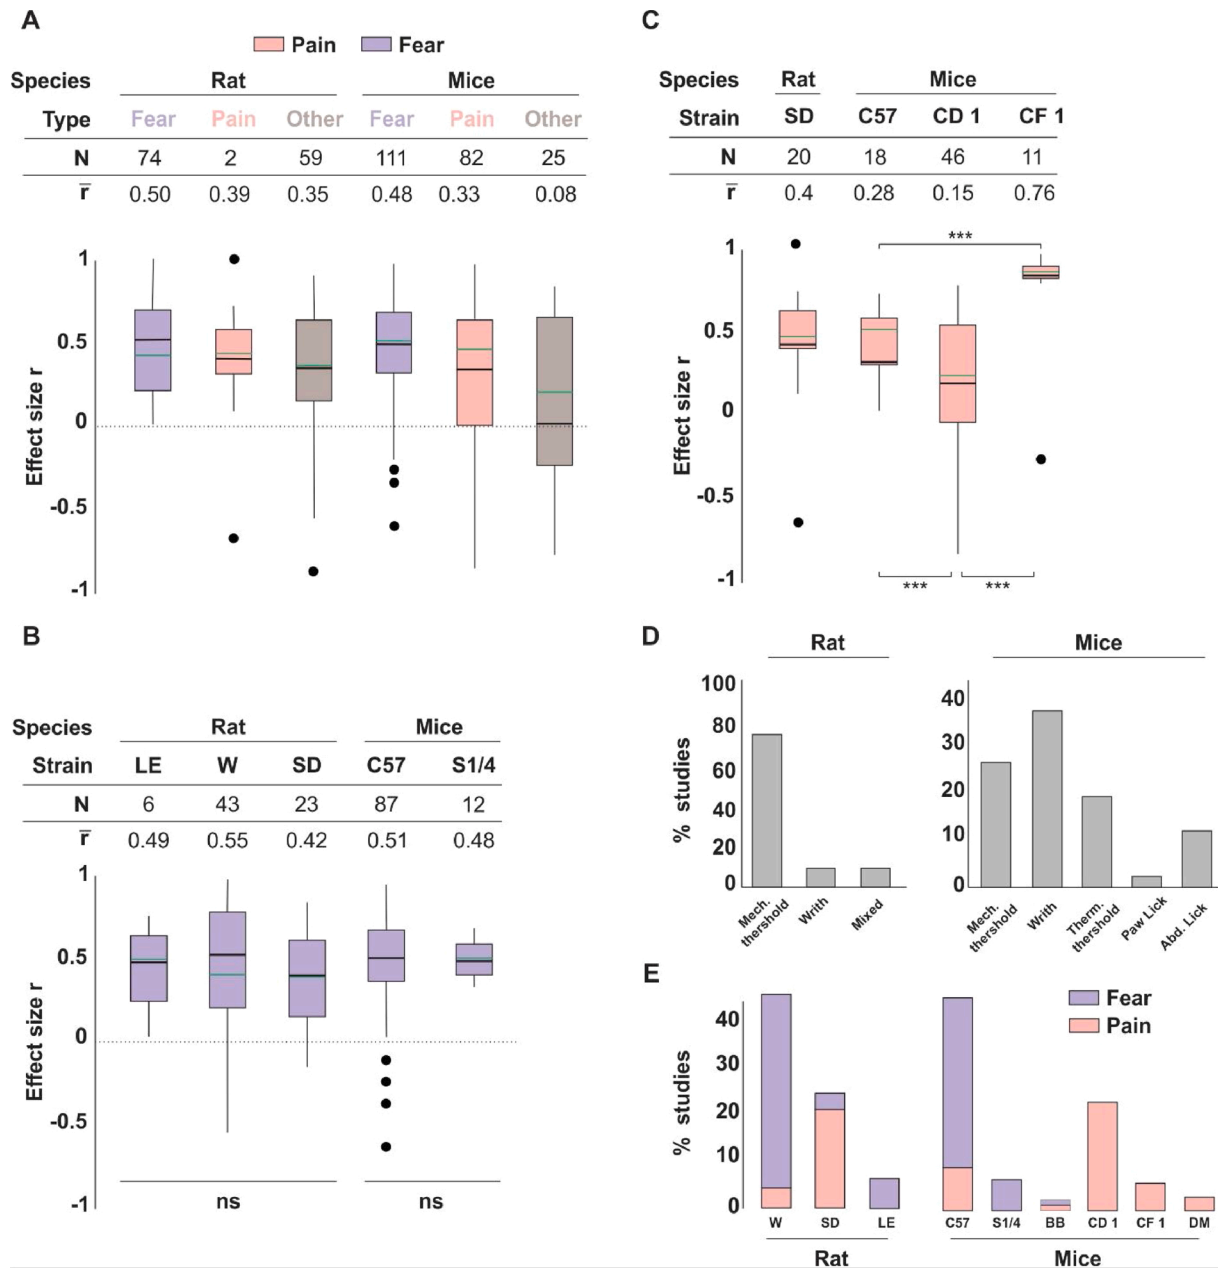 A
Pain Fear
Species Rat Mice
Type Fear Pain Other Fear Pain Other
N 74 2 59 111 82 25
r̅ 0.50 0.39 0.35 0.48 0.33 0.08
Effect size r
1
0.5
0
-0.5
-1
B
Species Rat Mice
Strain LE W SD C57 S1/4
N 6 43 23 87 12
r̅ 0.49 0.55 0.42 0.51 0.48
Effect size r
1
0.5
0
-0.5
-1
ns ns
C
Species Rat Mice
Strain SD C57 CD 1 CF 1
N 20 18 46 11
r̅ 0.4 0.28 0.15 0.76
Effect size r
1
0.5
0
-0.5
-1
***
*** ***
D
Rat Mice
% studies
100
80
60
40
20
0
Mech. thershold
Writh
Mixed
40
30
20
10
0
Mech. thershold
Writh
Therm. thershold
Paw Lick
Abd. Lick
E
Fear
Pain
% studies
40
30
20
10
0
W SD LE C57 S1/4 BB CD 1 CF 1 DM
Rat Mice